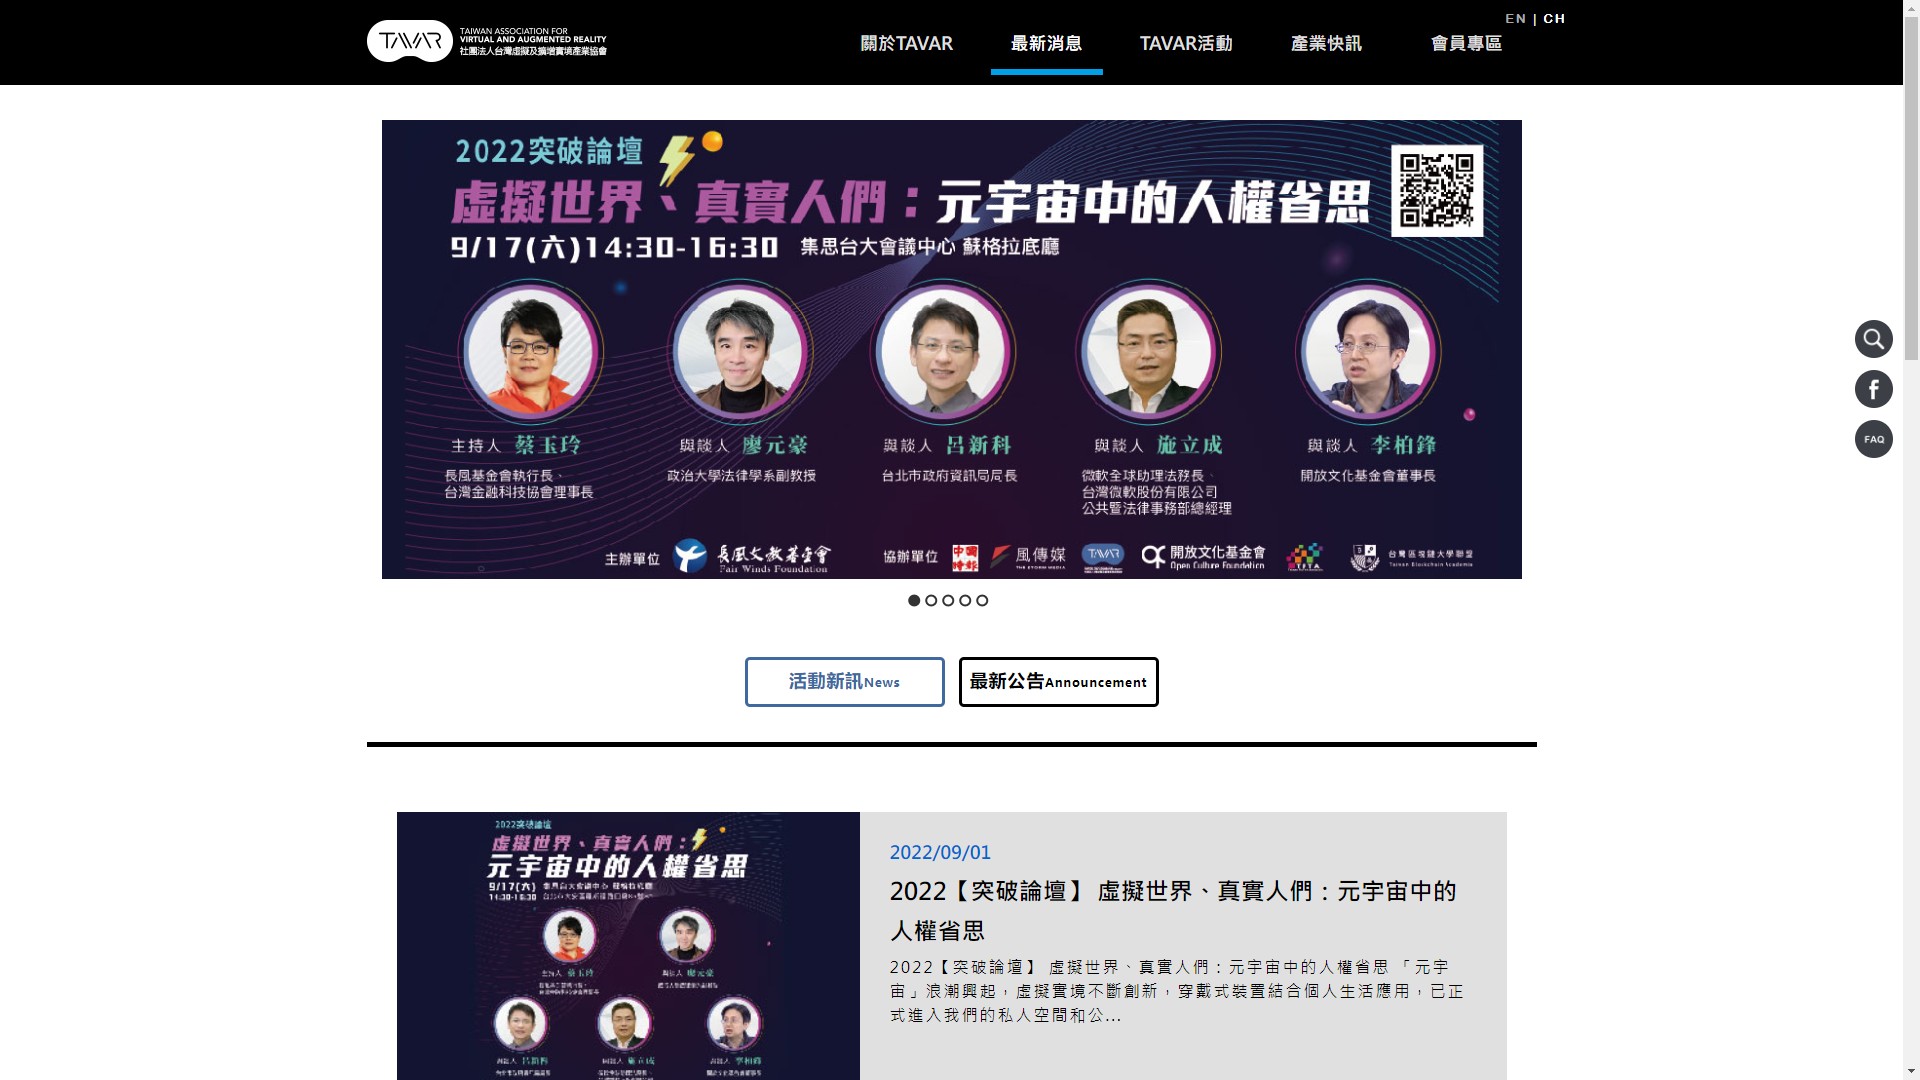 EN | CH
TAVAR
TAIWAN ASSOCIATION FOR
VIRTUAL AND AUGMENTED REALITY
社團法人台灣虛擬及擴增實境產業協會
關於TAVAR
最新消息
TAVAR活動
產業快訊
會員專區
2022突破論壇
虛擬世界、真實人們：元宇宙中的人權省思
9/17(六)14:30-16:30 集思台大會議中心 蘇格拉底廳
主持人 蔡玉玲
長風基金會執行長、
台灣金融科技協會理事長
與談人 廖元豪
政治大學法律學系副教授
與談人 呂新科
台北市政府資訊局局長
與談人 施立成
微軟全球助理法務長、
台灣微軟股份有限公司
公共暨法律事務部總經理
與談人 李柏鋒
開放文化基金會董事長
主辦單位
長風文教基金會
Fair Winds Foundation
協辦單位
中國時報
風傳媒
THE STORM MEDIA
TAVAR
開放文化基金會
Open Culture Foundation
TFTA
台灣區塊鏈大學聯盟
Taiwan Blockchain Academia
FAQ
活動新訊News
最新公告Announcement
2022突破論壇
虛擬世界、真實人們：
元宇宙中的人權省思
9/17(六) 集思台大會議中心 蘇格拉底廳
14:30-16:30
主持人 蔡玉玲
與談人 廖元豪
與談人 呂新科
與談人 施立成
與談人 李柏鋒
2022/09/01
2022【突破論壇】 虛擬世界、真實人們：元宇宙中的
人權省思
2022【突破論壇】 虛擬世界、真實人們：元宇宙中的人權省思 「元宇
宙」浪潮興起，虛擬實境不斷創新，穿戴式裝置結合個人生活應用，已正
式進入我們的私人空間和公...